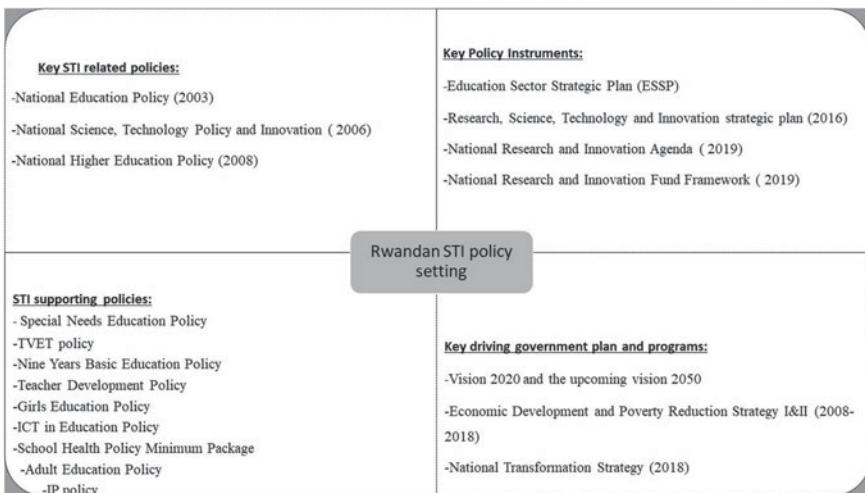 Key STI related policies:
-National Education Policy (2003)
-National Science, Technology Policy and Innovation ( 2006)
-National Higher Education Policy (2008)
Key Policy Instruments:
-Education Sector Strategic Plan (ESSP)
-Research, Science, Technology and Innovation strategic plan (2016)
-National Research and Innovation Agenda ( 2019)
-National Research and Innovation Fund Framework ( 2019)
Rwandan STI policy
setting
STI supporting policies:
- Special Needs Education Policy
-TVET policy
-Nine Years Basic Education Policy
-Teacher Development Policy
-Girls Education Policy
-ICT in Education Policy
-School Health Policy Minimum Package
-Adult Education Policy
-IP policy
Key driving government plan and programs:
-Vision 2020 and the upcoming vision 2050
-Economic Development and Poverty Reduction Strategy I&II (2008-
2018)
-National Transformation Strategy (2018)